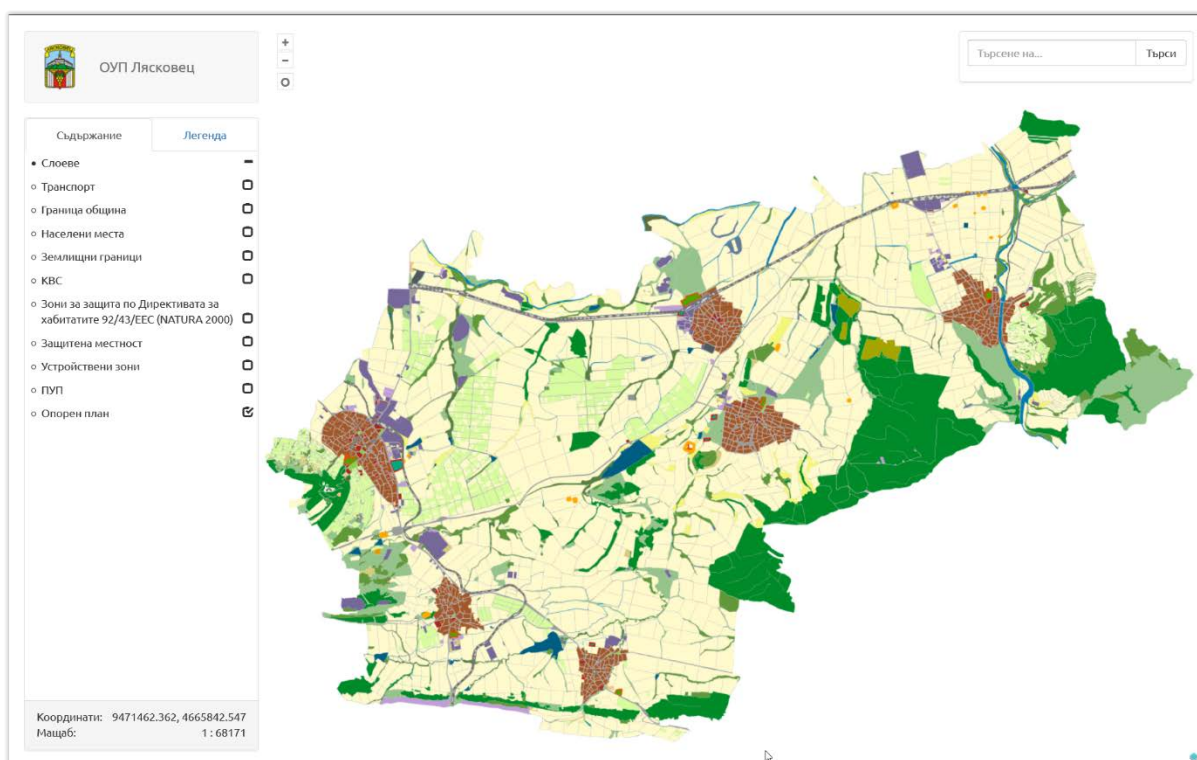 ОУП Лясковец
+
−
Търсене на...
Търси
Съдържание
Легенда
Слоеве
Транспорт
Граница община
Населени места
Землищни граници
КВС
Зони за защита по Директивата за
хабитатите 92/43/ЕЕС (NATURA 2000)
Защитена местност
Устройствени зони
ПУП
Опорен план
Координати: 9471462.362, 4665842.547
Мащаб: 1 : 68171